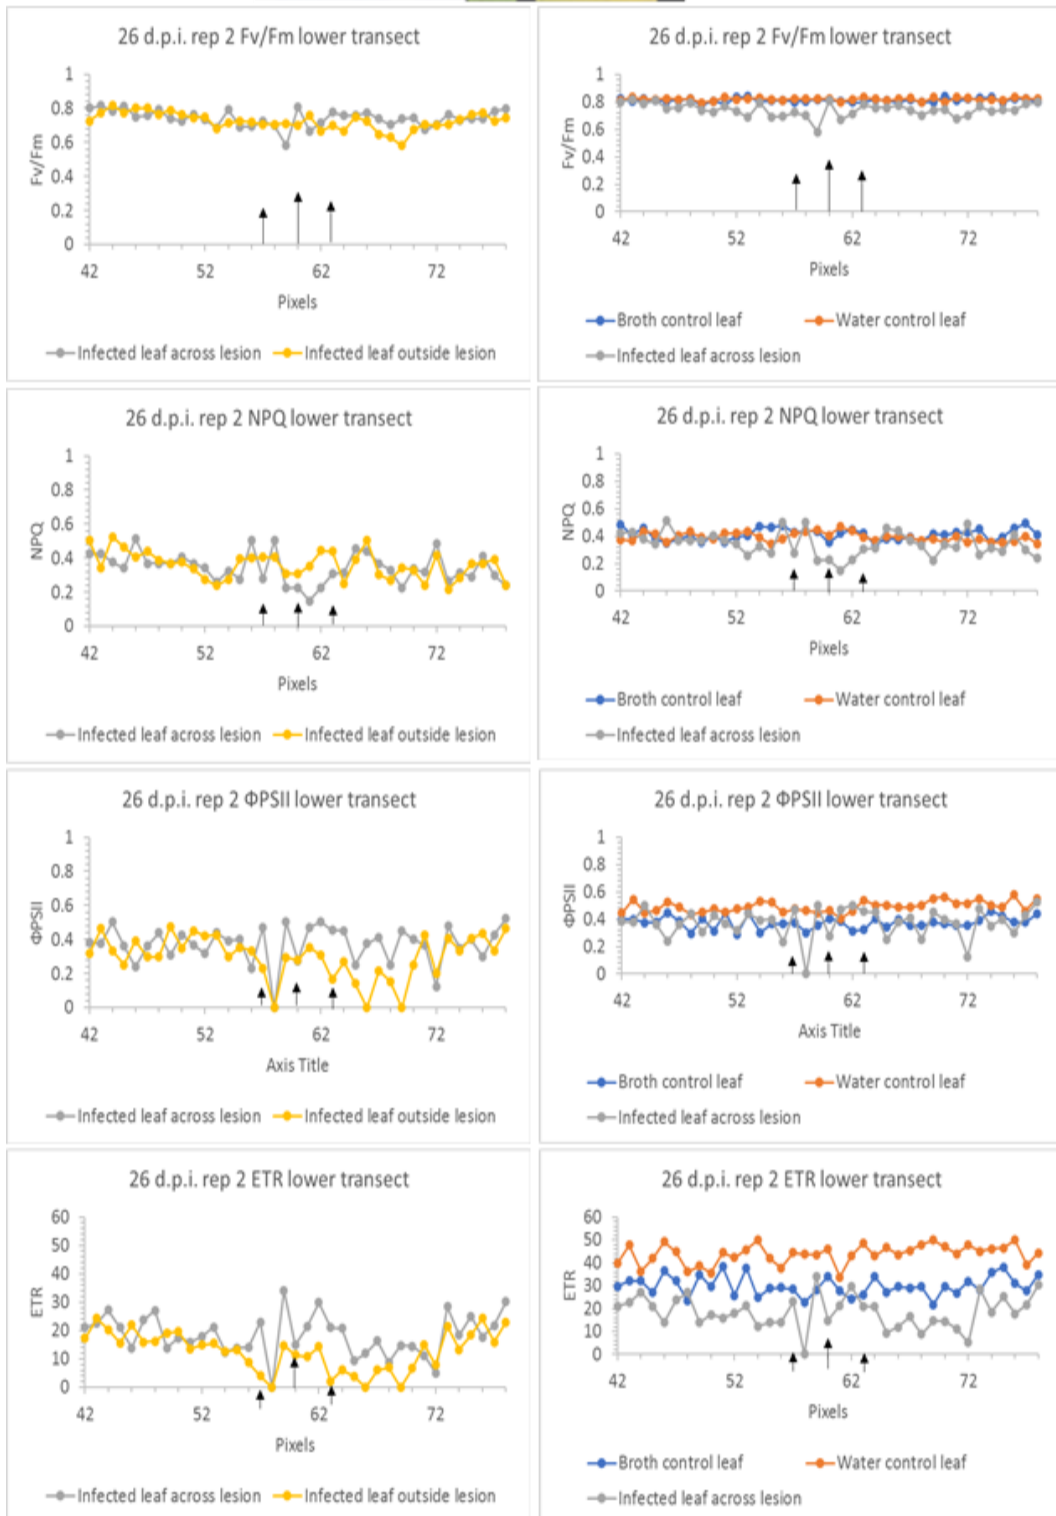 26 d.p.i. rep 2 Fv/Fm lower transect
1
0.8
0.6
0.4
0.2
0
Fv/Fm
42 52 62 72
Pixels
Infected leaf across lesion Infected leaf outside lesion
26 d.p.i. rep 2 Fv/Fm lower transect
1
0.8
0.6
0.4
0.2
0
Fv/Fm
42 52 62 72
Pixels
Broth control leaf Water control leaf
Infected leaf across lesion
26 d.p.i. rep 2 NPQ lower transect
1
0.8
0.6
0.4
0.2
0
NPQ
42 52 62 72
Pixels
Infected leaf across lesion Infected leaf outside lesion
26 d.p.i. rep 2 NPQ lower transect
1
0.8
0.6
0.4
0.2
0
NPQ
42 52 62 72
Pixels
Broth control leaf Water control leaf
Infected leaf across lesion
26 d.p.i. rep 2 ΦPSII lower transect
1
0.8
0.6
0.4
0.2
0
ΦPSII
42 52 62 72
Axis Title
Infected leaf across lesion Infected leaf outside lesion
26 d.p.i. rep 2 ΦPSII lower transect
1
0.8
0.6
0.4
0.2
0
ΦPSII
42 52 62 72
Axis Title
Broth control leaf Water control leaf
Infected leaf across lesion
26 d.p.i. rep 2 ETR lower transect
60
50
40
30
20
10
0
ETR
42 52 62 72
Pixels
Infected leaf across lesion Infected leaf outside lesion
26 d.p.i. rep 2 ETR lower transect
60
50
40
30
20
10
0
ETR
42 52 62 72
Pixels
Broth control leaf Water control leaf
Infected leaf across lesion